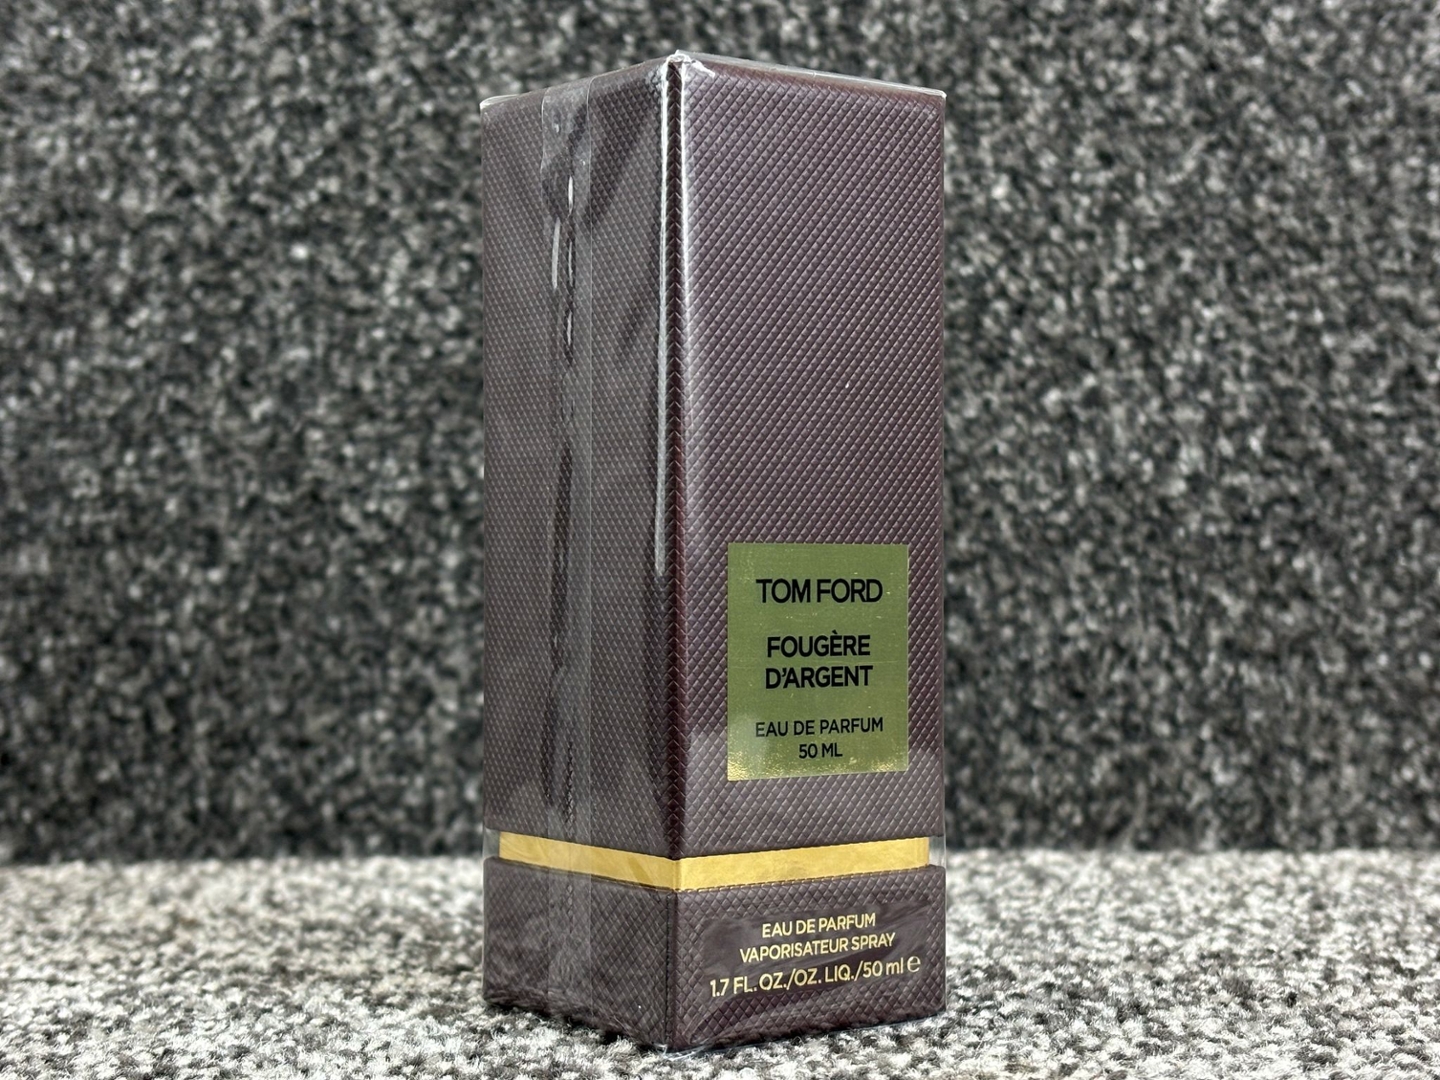 TOM FORD
FOUGÈRE
D'ARGENT
EAU DE PARFUM
50 ML
EAU DE PARFUM
VAPORISATEUR SPRAY
1.7 FL. OZ./OZ. LIQ./50 ml ℮